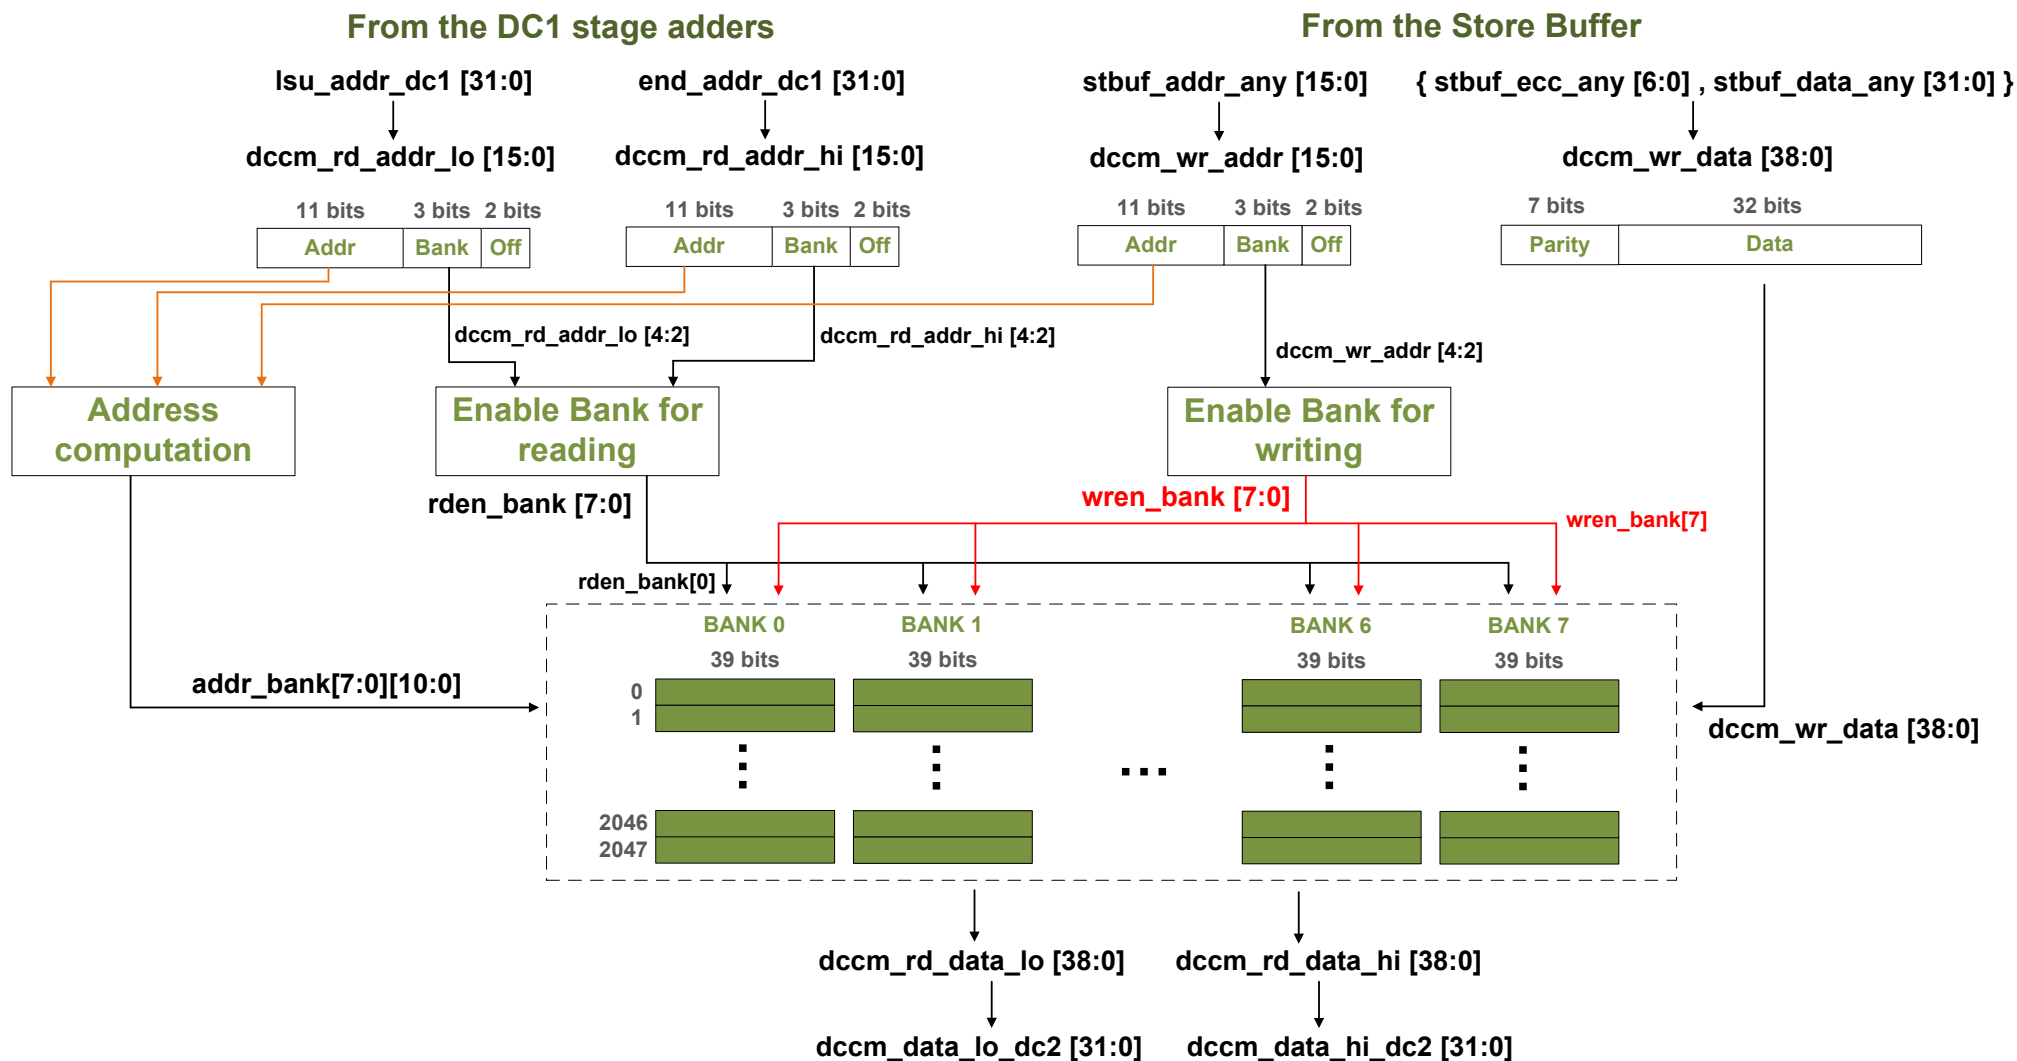 From the DC1 stage adders
From the Store Buffer
lsu_addr_dc1 [31:0]
end_addr_dc1 [31:0]
stbuf_addr_any [15:0]
{ stbuf_ecc_any [6:0] , stbuf_data_any [31:0] }
dccm_rd_addr_lo [15:0]
dccm_rd_addr_hi [15:0]
dccm_wr_addr [15:0]
dccm_wr_data [38:0]
11 bits 3 bits 2 bits
11 bits 3 bits 2 bits
11 bits 3 bits 2 bits
7 bits 32 bits
Addr Bank Off
Addr Bank Off
Addr Bank Off
Parity Data
dccm_rd_addr_lo [4:2]
dccm_rd_addr_hi [4:2]
dccm_wr_addr [4:2]
Address
computation
Enable Bank for
reading
Enable Bank for
writing
rden_bank [7:0]
wren_bank [7:0]
wren_bank[7]
rden_bank[0]
BANK 0 BANK 1 BANK 6 BANK 7
39 bits 39 bits 39 bits 39 bits
addr_bank[7:0][10:0]
0
1
dccm_wr_data [38:0]
2046
2047
dccm_rd_data_lo [38:0]
dccm_rd_data_hi [38:0]
dccm_data_lo_dc2 [31:0]
dccm_data_hi_dc2 [31:0]